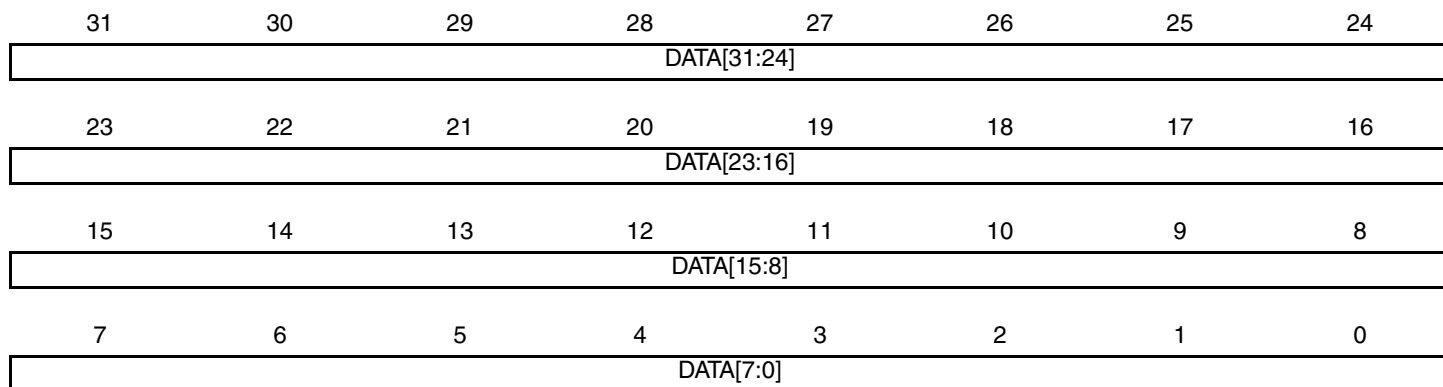 31 30 29 28 27 26 25 24
DATA[31:24]
23 22 21 20 19 18 17 16
DATA[23:16]
15 14 13 12 11 10 9 8
DATA[15:8]
7 6 5 4 3 2 1 0
DATA[7:0]